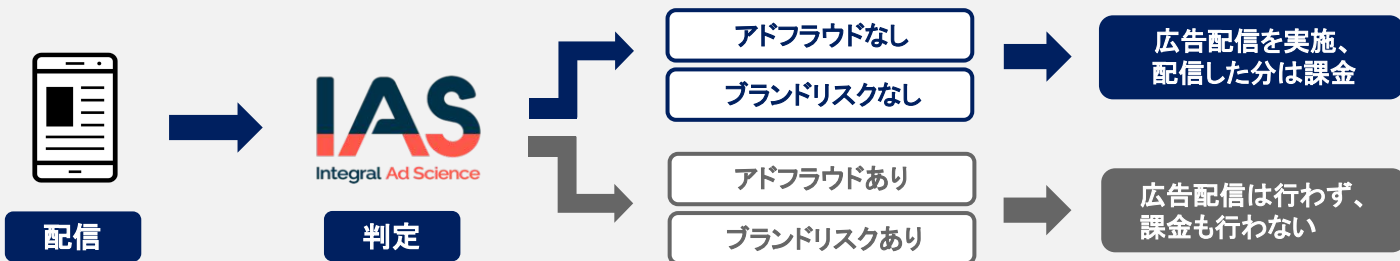 配信
IAS
Integral Ad Science
判定
アドフラウドなし
ブランドリスクなし
広告配信を実施、
配信した分は課金
アドフラウドあり
ブランドリスクあり
広告配信は行わず、
課金も行わない